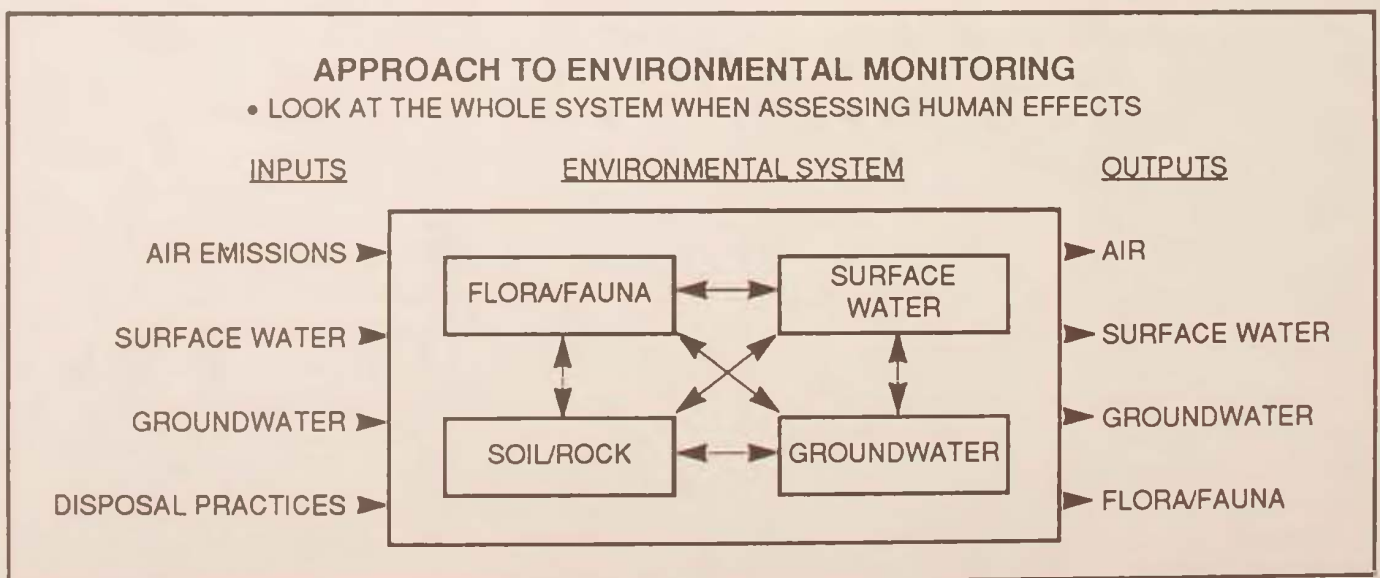 APPROACH TO ENVIRONMENTAL MONITORING
• LOOK AT THE WHOLE SYSTEM WHEN ASSESSING HUMAN EFFECTS
INPUTS
ENVIRONMENTAL SYSTEM
OUTPUTS
AIR EMISSIONS
SURFACE WATER
GROUNDWATER
DISPOSAL PRACTICES
FLORA/FAUNA
SURFACE
WATER
SOIL/ROCK
GROUNDWATER
AIR
SURFACE WATER
GROUNDWATER
FLORA/FAUNA